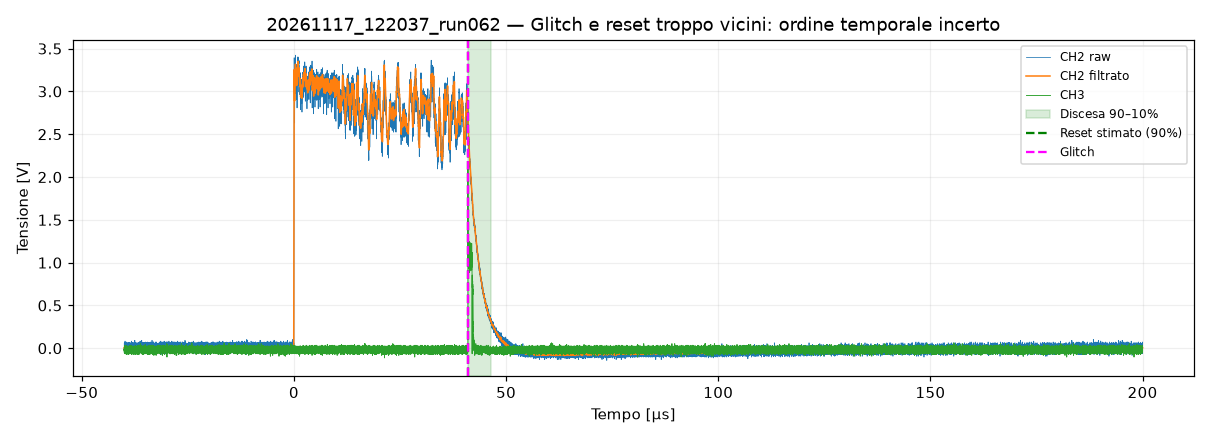 20261117_122037_run062 — Glitch e reset troppo vicini: ordine temporale incerto
3.5
3.0
2.5
2.0
1.5
1.0
0.5
0.0
Tensione [V]
−50
0
50
100
150
200
Tempo [µs]
CH2 raw
CH2 filtrato
CH3
Discesa 90–10%
Reset stimato (90%)
Glitch